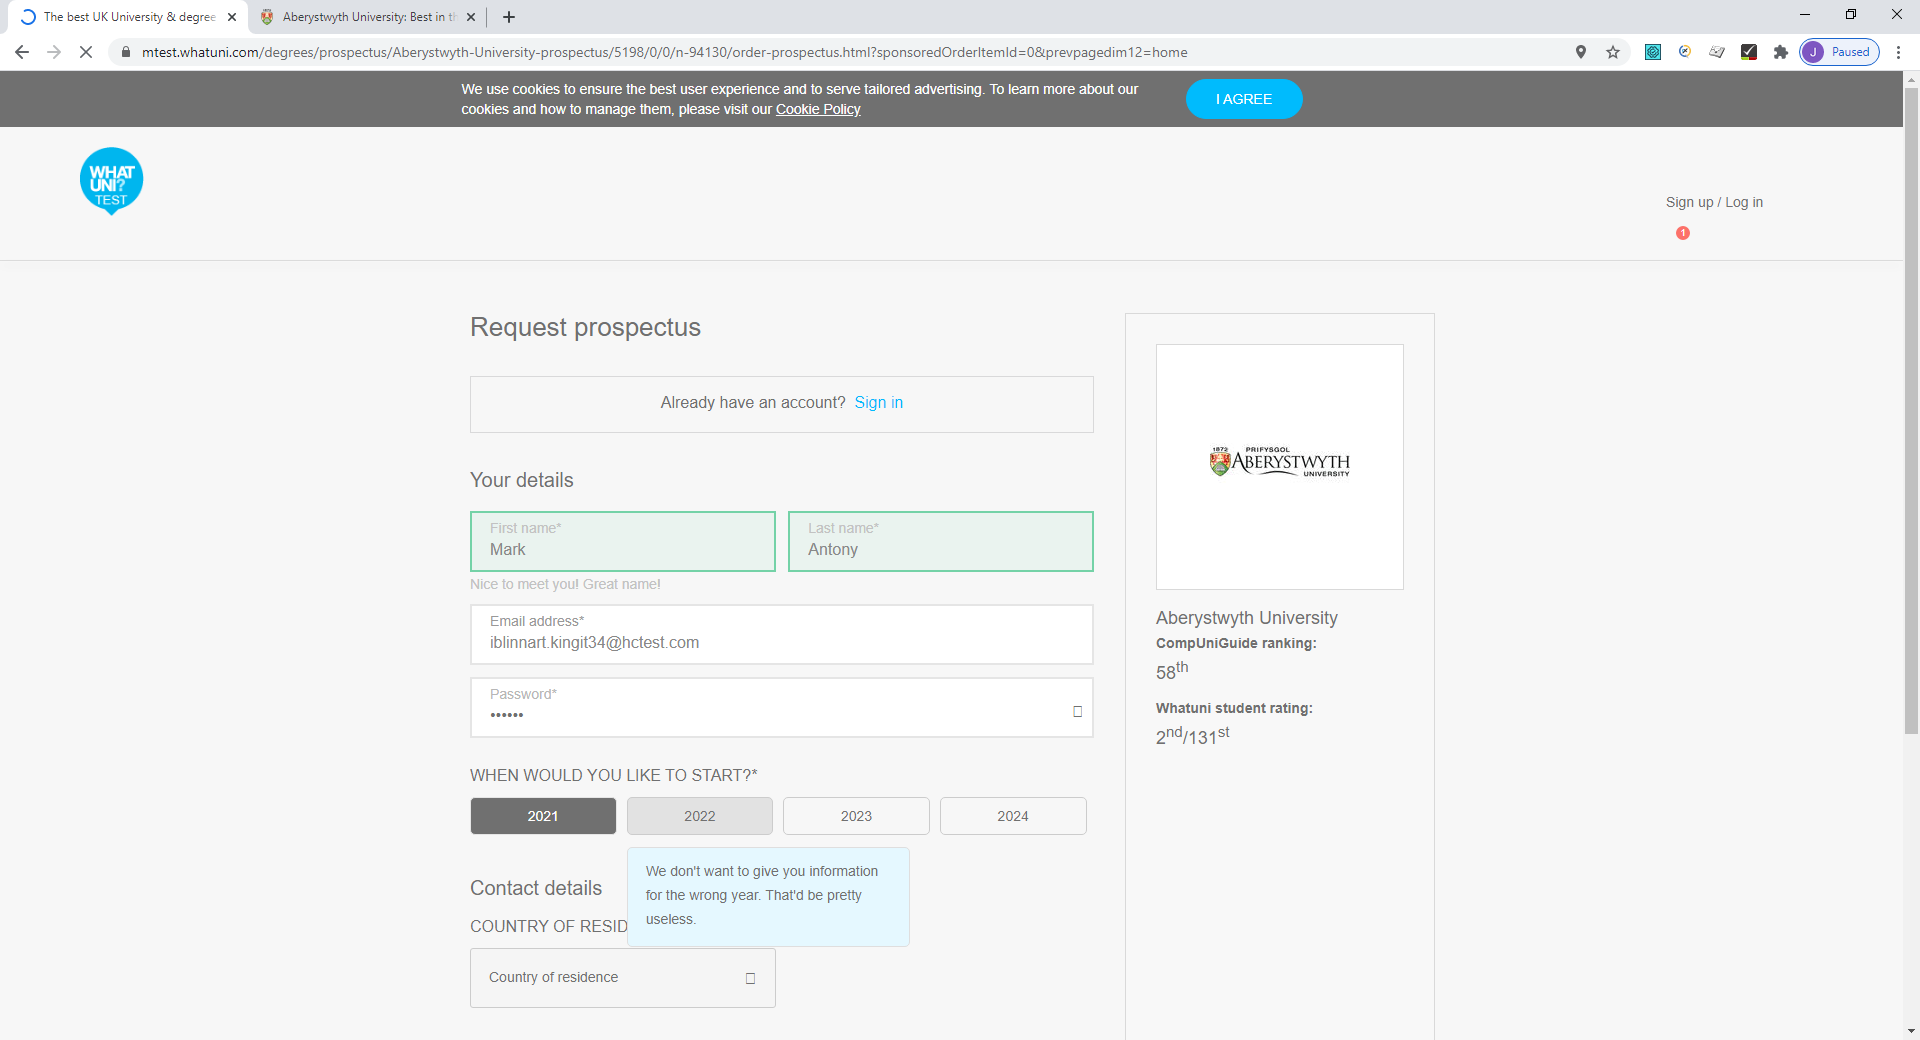 The best UK University & degree
Aberystwyth University: Best in th
mtest.whatuni.com/degrees/prospectus/Aberystwyth-University-prospectus/5198/0/0/n-94130/order-prospectus.html?sponsoredOrderItemId=0&prevpagedim12=home
J Paused
We use cookies to ensure the best user experience and to serve tailored advertising. To learn more about our
cookies and how to manage them, please visit our Cookie Policy
I AGREE
WHAT
UNI?
TEST
Sign up / Log in
1
Request prospectus
Already have an account? Sign in
Your details
First name*
Mark
Last name*
Antony
Nice to meet you! Great name!
Email address*
iblinnart.kingit34@hctest.com
Password*
••••••
WHEN WOULD YOU LIKE TO START?*
2021
2022
2023
2024
We don't want to give you information
for the wrong year. That'd be pretty
useless.
Contact details
COUNTRY OF RESID
Country of residence
1872 PRIFYSGOL
ABERYSTWYTH
UNIVERSITY
Aberystwyth University
CompUniGuide ranking:
58th
Whatuni student rating:
2nd/131st